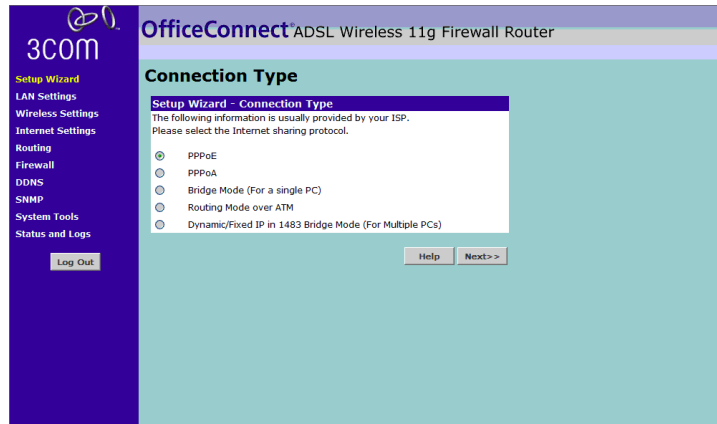 3COM
OfficeConnect® ADSL Wireless 11g Firewall Router
Setup Wizard
LAN Settings
Wireless Settings
Internet Settings
Routing
Firewall
DDNS
SNMP
System Tools
Status and Logs
Log Out
Connection Type
Setup Wizard - Connection Type
The following information is usually provided by your ISP.
Please select the Internet sharing protocol.
PPPoE
PPPoA
Bridge Mode (For a single PC)
Routing Mode over ATM
Dynamic/Fixed IP in 1483 Bridge Mode (For Multiple PCs)
Help
Next>>